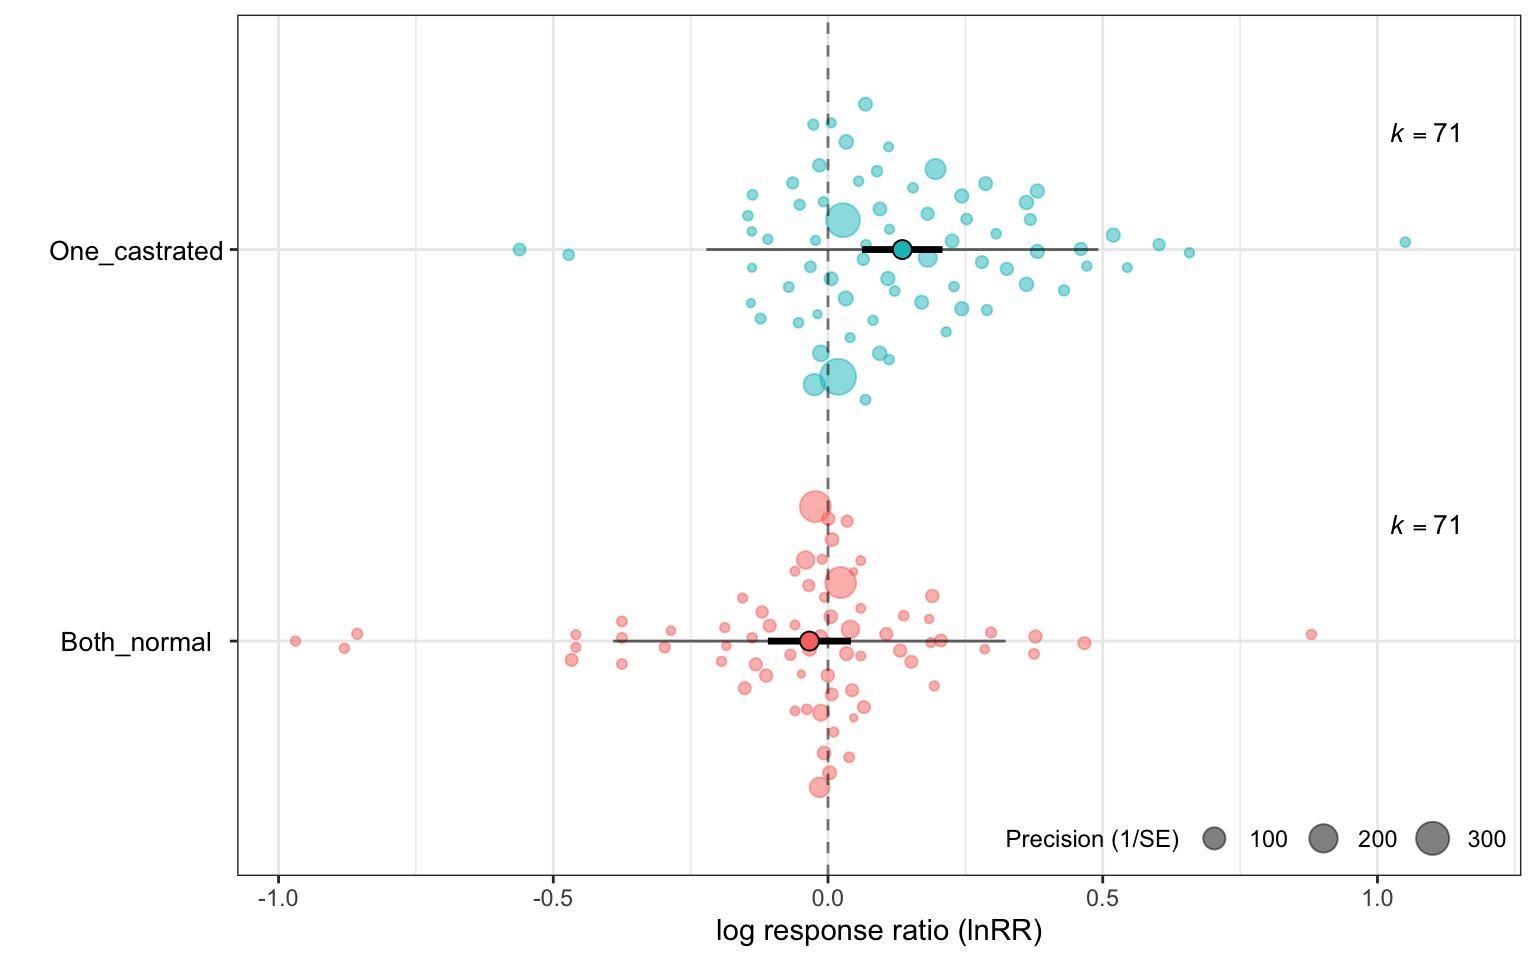 k = 71
One_castrated
k = 71
Both_normal
Precision (1/SE) 100 200 300
-1.0 -0.5 0.0 0.5 1.0
log response ratio (lnRR)